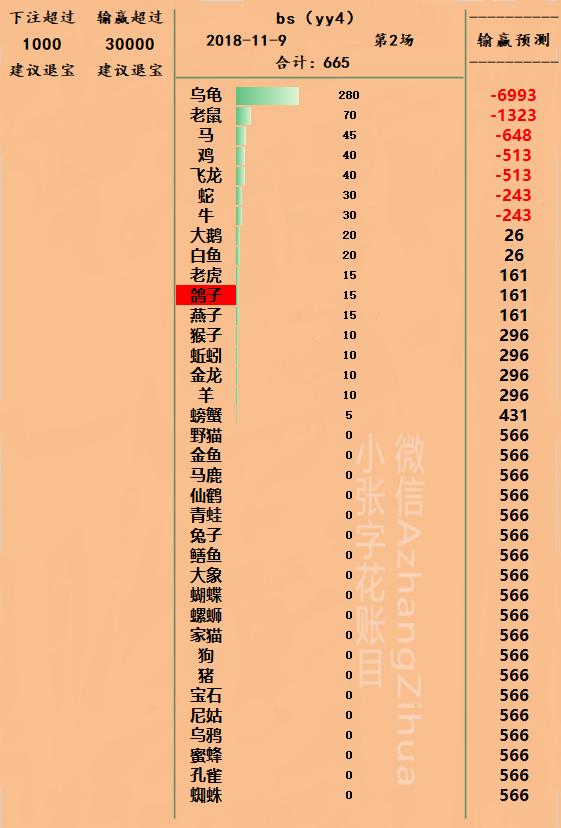 下注超过 输赢超过
1000 30000
建议退宝 建议退宝
bs（yy4）
2018-11-9 第2场
合计：665
----------
输赢预测
----------
乌龟 280 -6993
老鼠 70 -1323
马 45 -648
鸡 40 -513
飞龙 40 -513
蛇 30 -243
牛 30 -243
大鹅 20 26
白鱼 20 26
老虎 15 161
鸽子 15 161
燕子 15 161
猴子 10 296
蚯蚓 10 296
金龙 10 296
羊 10 296
螃蟹 5 431
野猫 0 566
金鱼 0 566
马鹿 0 566
仙鹤 0 566
青蛙 0 566
兔子 0 566
鳝鱼 0 566
大象 0 566
蝴蝶 0 566
螺蛳 0 566
家猫 0 566
狗 0 566
猪 0 566
宝石 0 566
尼姑 0 566
乌鸦 0 566
蜜蜂 0 566
孔雀 0 566
蜘蛛 0 566
微信Azhangzihua
小张字花账目